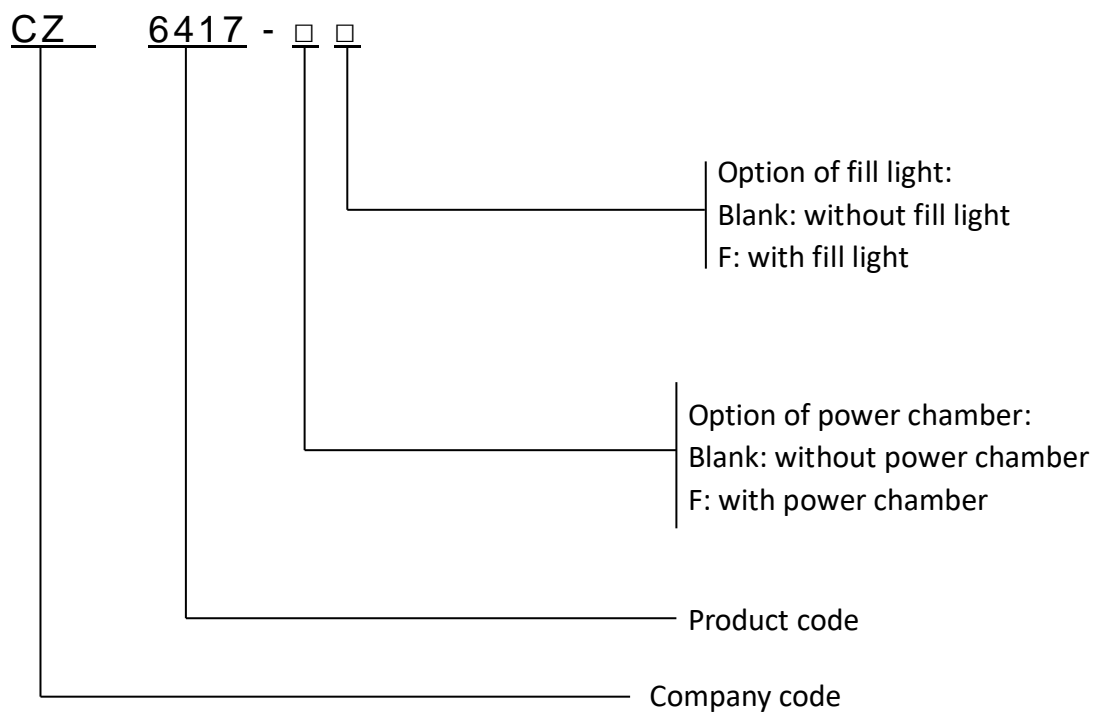 CZ 6417 - □ □
Option of fill light:
Blank: without fill light
F: with fill light
Option of power chamber:
Blank: without power chamber
F: with power chamber
Product code
Company code